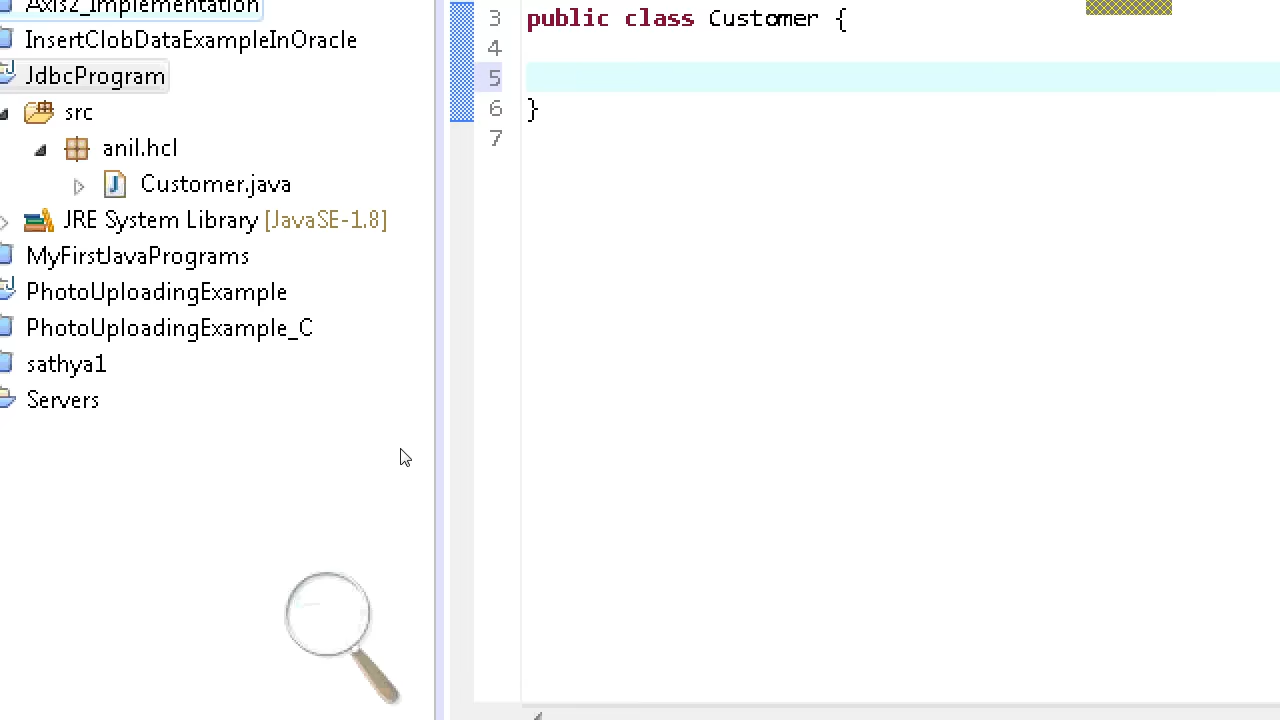 Axis2_Implementation
InsertClobDataExampleInOracle
JdbcProgram
src
anil.hcl
Customer.java
JRE System Library [JavaSE-1.8]
MyFirstJavaPrograms
PhotoUploadingExample
PhotoUploadingExample_C
sathya1
Servers
3 public class Customer {
4
5
6 }
7